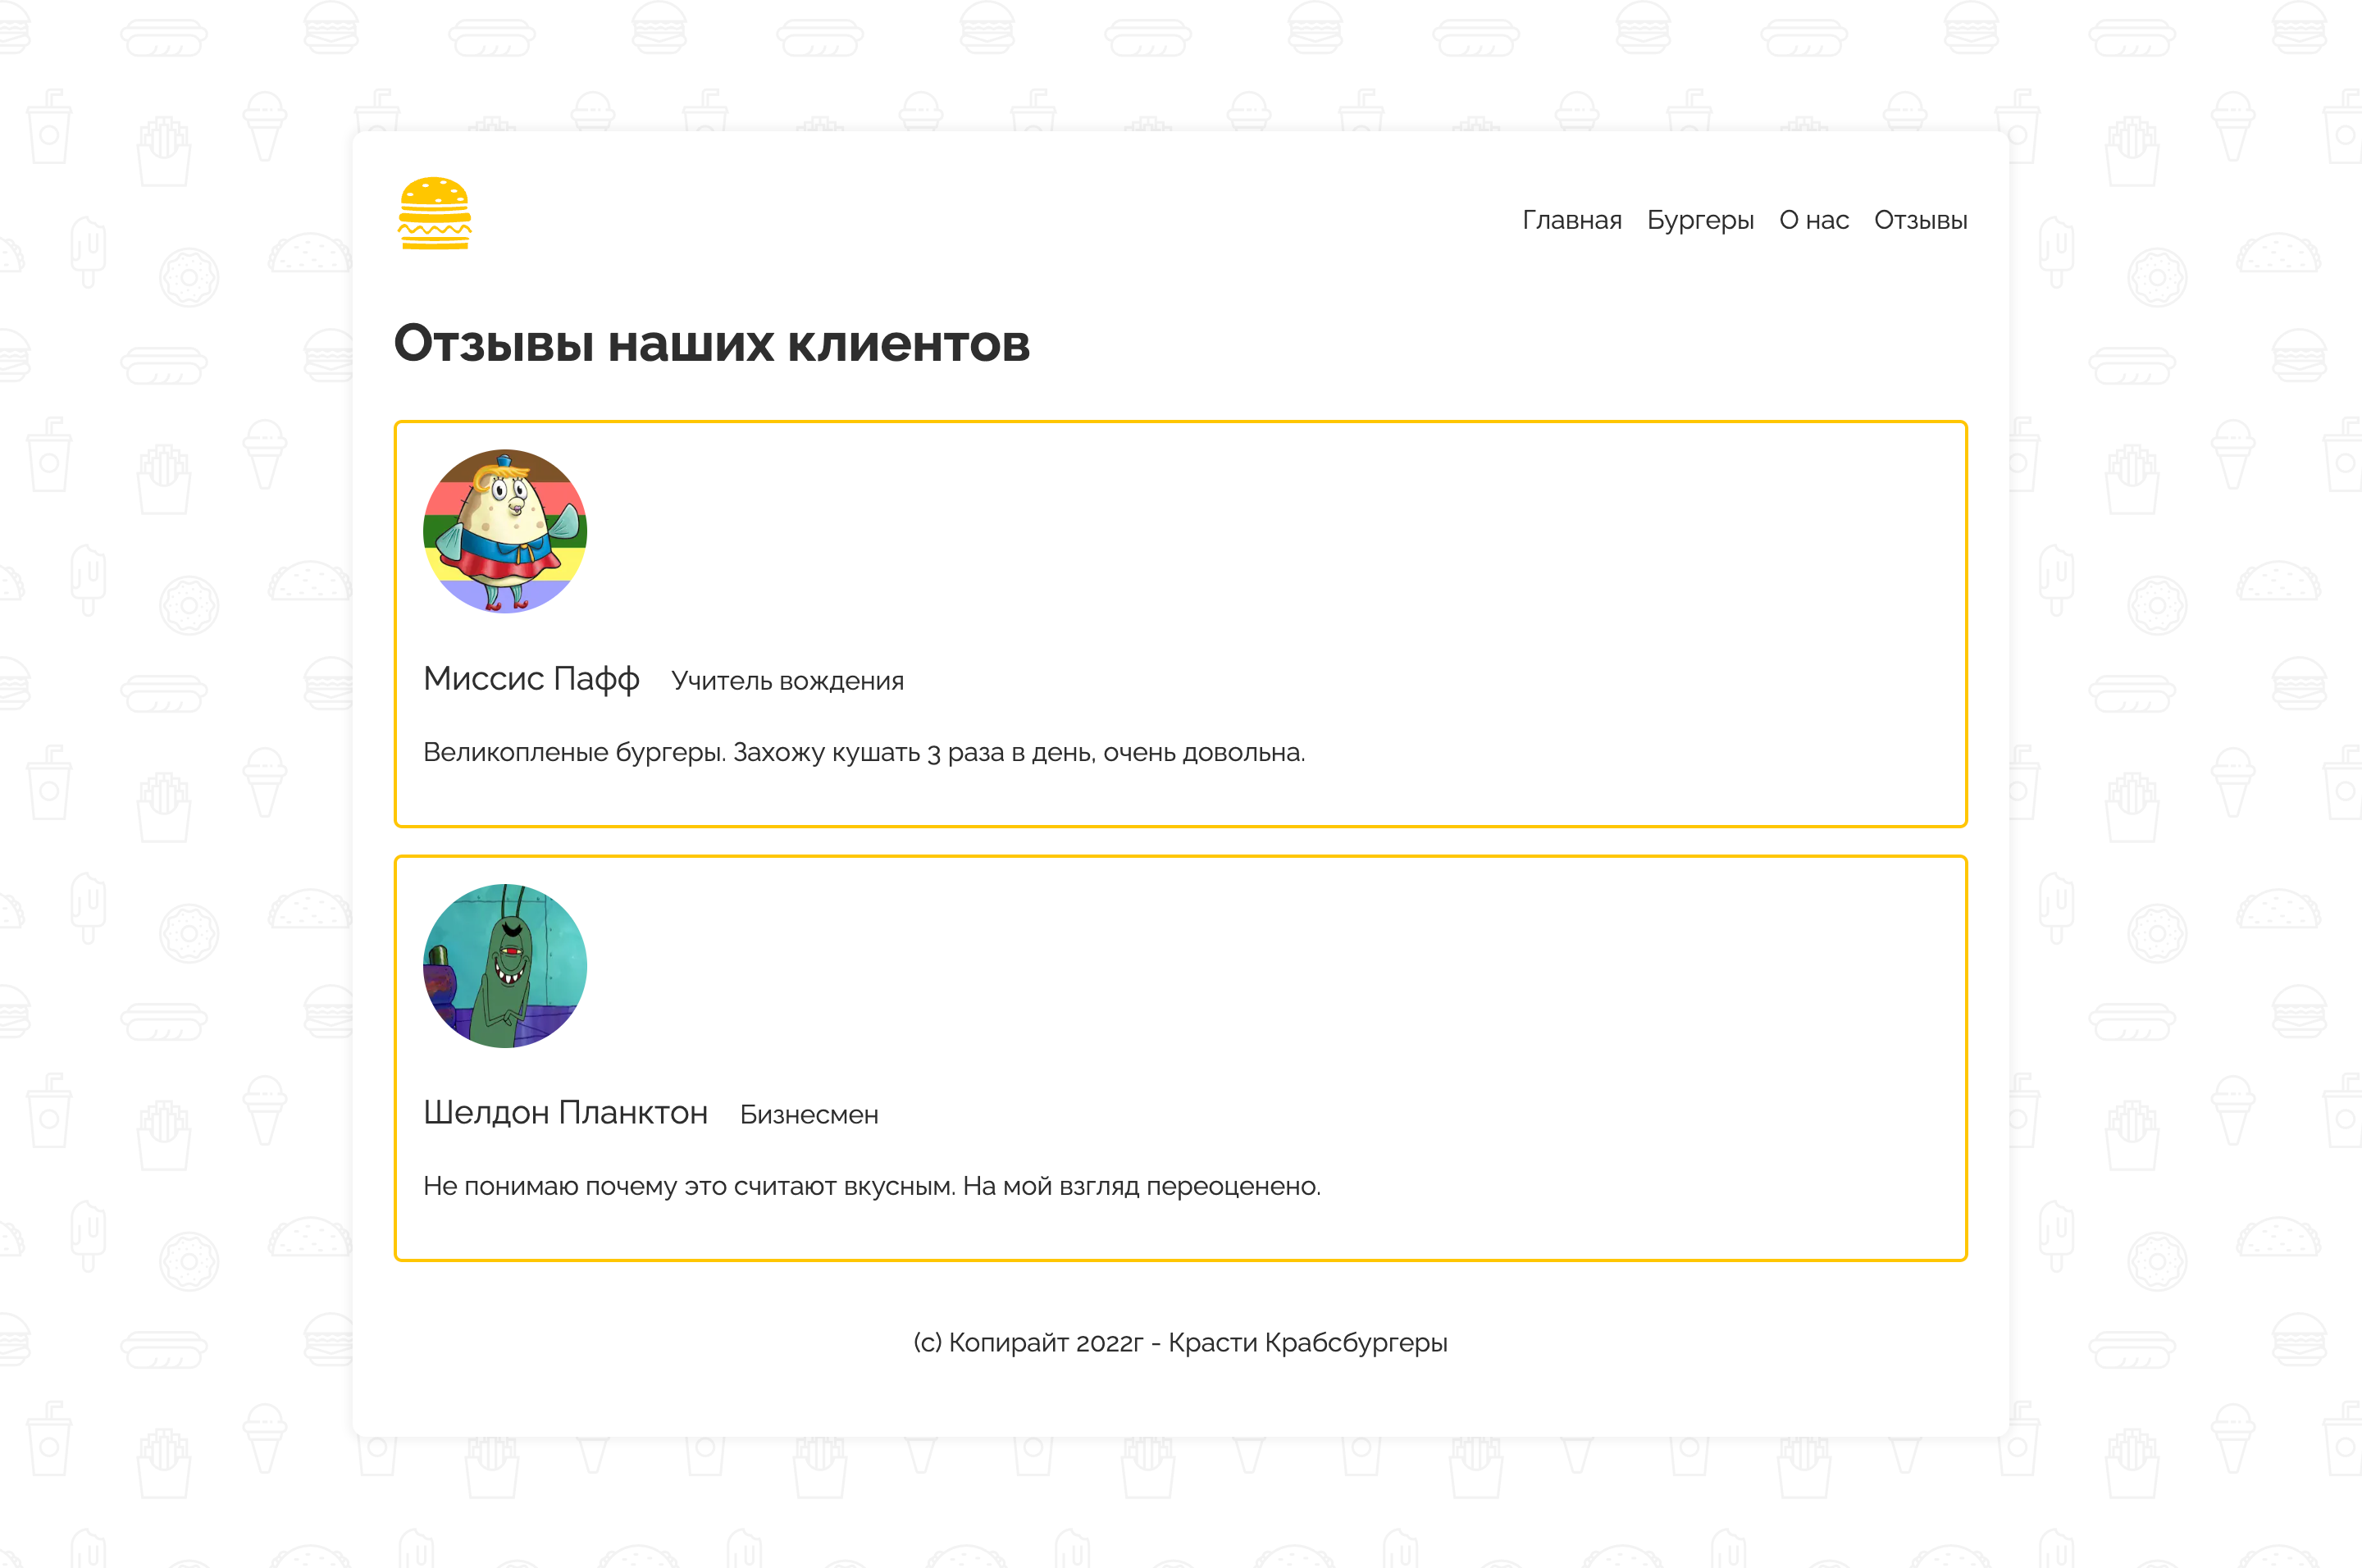 Главная Бургеры О нас Отзывы
Отзывы наших клиентов
Миссис Пафф Учитель вождения
Великопленые бургеры. Захожу кушать 3 раза в день, очень довольна.
Шелдон Планктон Бизнесмен
Не понимаю почему это считают вкусным. На мой взгляд переоценено.
(с) Копирайт 2022г - Красти Крабсбургеры